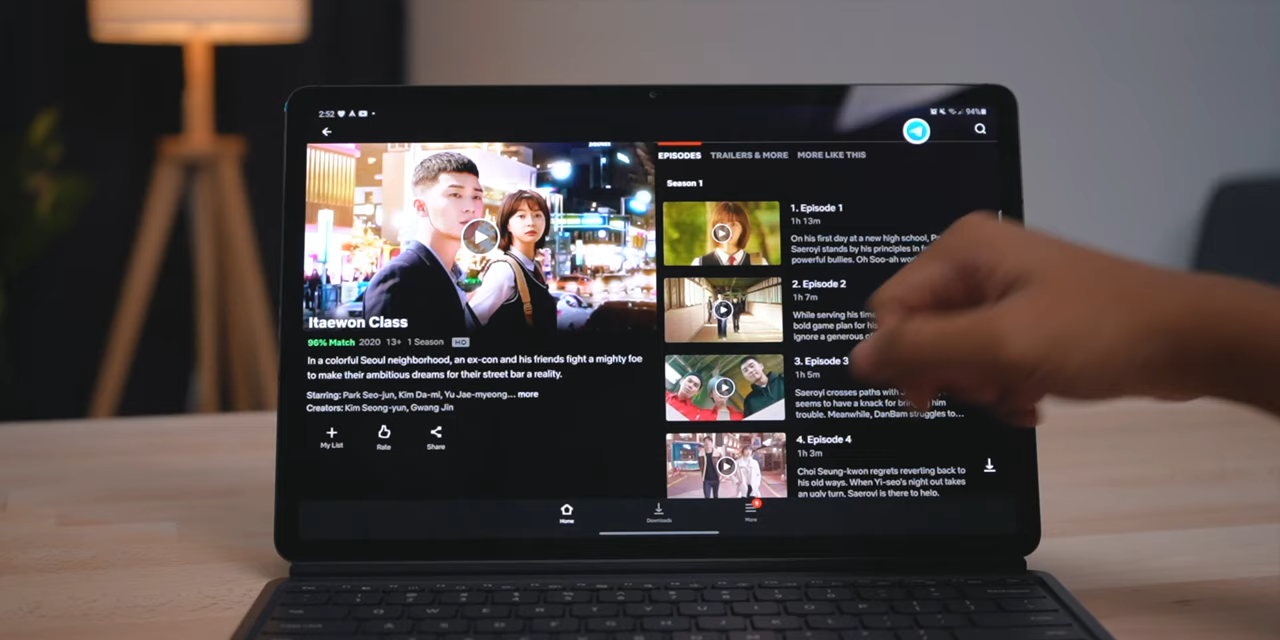 2:52
94%
EPISODES TRAILERS & MORE MORE LIKE THIS
Itaewon Class
96% Match 2020 13+ 1 Season HD
In a colorful Seoul neighborhood, an ex-con and his friends fight a mighty foe
to make their ambitious dreams for their street bar a reality.
Starring: Park Seo-jun, Kim Da-mi, Yu Jae-myeong... more
Creators: Kim Seong-yun, Gwang Jin
My List
Rate
Share
Season 1
1. Episode 1
1h 13m
On his first day at a new high school,
Saeroyi stands by his principles in
powerful bullies. Oh Soo-ah
2. Episode 2
1h 7m
While serving his
bold game plan for his
ignore a generous
3. Episode 3
1h 5m
Saeroyi crosses paths with
seems to have a knack for him
trouble. Meanwhile, DanBam struggles to...
4. Episode 4
1h 3m
Choi Seung-kwon regrets reverting back to
his old ways. When Yi-seo's night out takes
an ugly turn, Saeroyi is there to help.
Home
Downloads
9
More